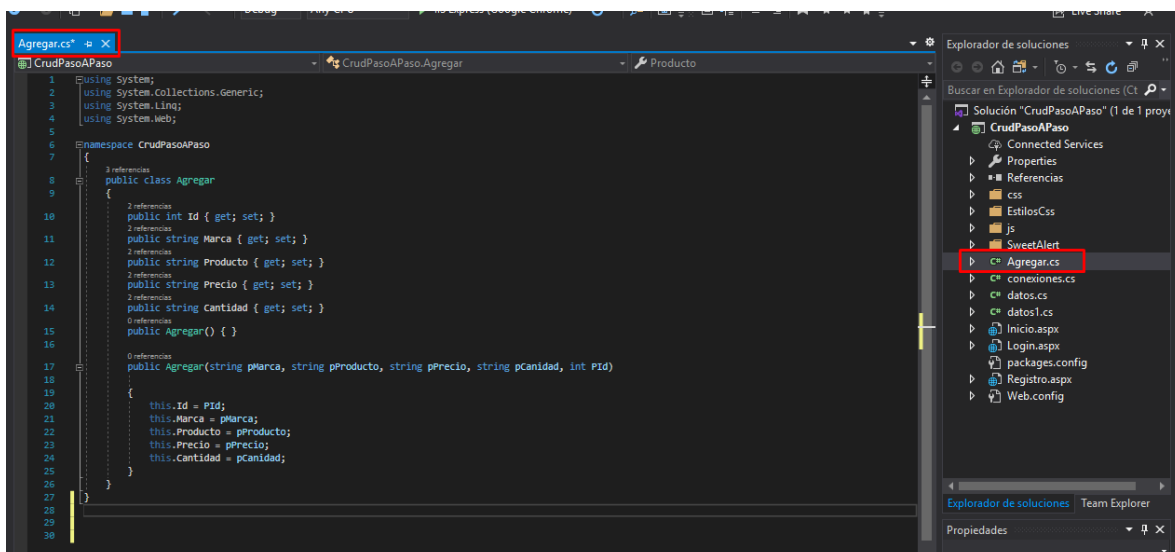 Debug
Any CPU
IIS Express (Google Chrome)
Live Share
Agregar.cs*
CrudPasoAPaso
CrudPasoAPaso.Agregar
Producto
1 using System;
2 using System.Collections.Generic;
3 using System.Linq;
4 using System.Web;
5
6 namespace CrudPasoAPaso
7 {
3 referencias
8 public class Agregar
9 {
2 referencias
10 public int Id { get; set; }
2 referencias
11 public string Marca { get; set; }
2 referencias
12 public string Producto { get; set; }
2 referencias
13 public string Precio { get; set; }
2 referencias
14 public string Cantidad { get; set; }
0 referencias
15 public Agregar() { }
16
0 referencias
17 public Agregar(string pMarca, string pProducto, string pPrecio, string pCanidad, int PId)
18
19 {
20 this.Id = PId;
21 this.Marca = pMarca;
22 this.Producto = pProducto;
23 this.Precio = pPrecio;
24 this.Cantidad = pCanidad;
25 }
26 }
27 }
28
29
30
Explorador de soluciones
Buscar en Explorador de soluciones (Ct
Solución "CrudPasoAPaso" (1 de 1 proye
CrudPasoAPaso
Connected Services
Properties
Referencias
css
EstilosCss
js
SweetAlert
C# Agregar.cs
C# conexiones.cs
C# datos.cs
C# datos1.cs
Inicio.aspx
Login.aspx
packages.config
Registro.aspx
Web.config
Explorador de soluciones Team Explorer
Propiedades